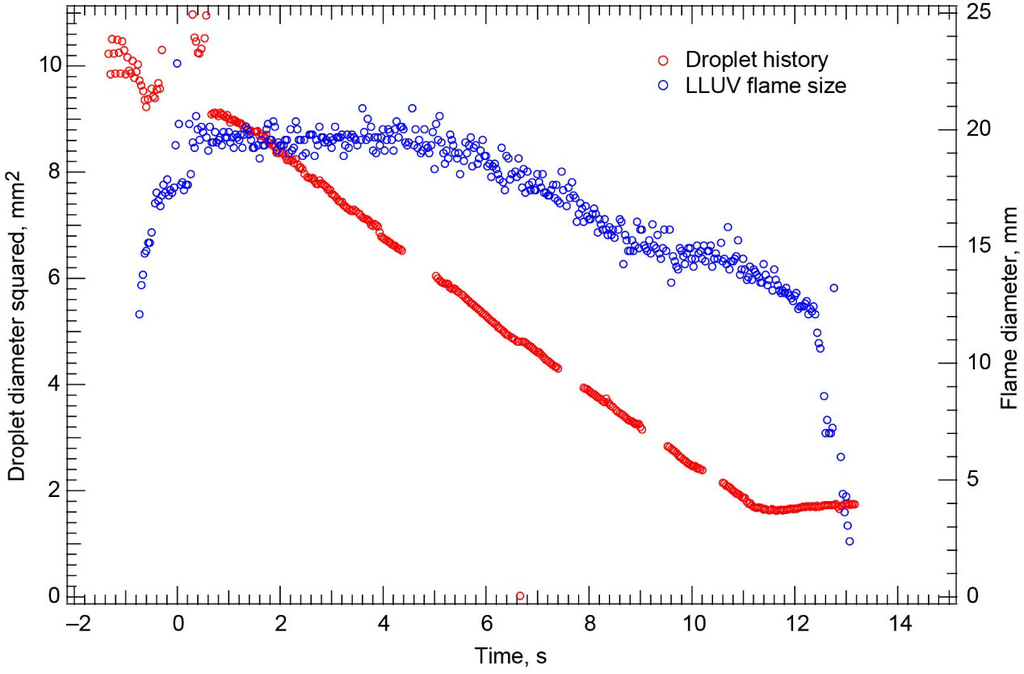 Droplet history
LLUV flame size
Droplet diameter squared, mm2
10
8
6
4
2
0
25
20
15
10
5
0
Flame diameter, mm
−2 0 2 4 6 8 10 12 14
Time, s